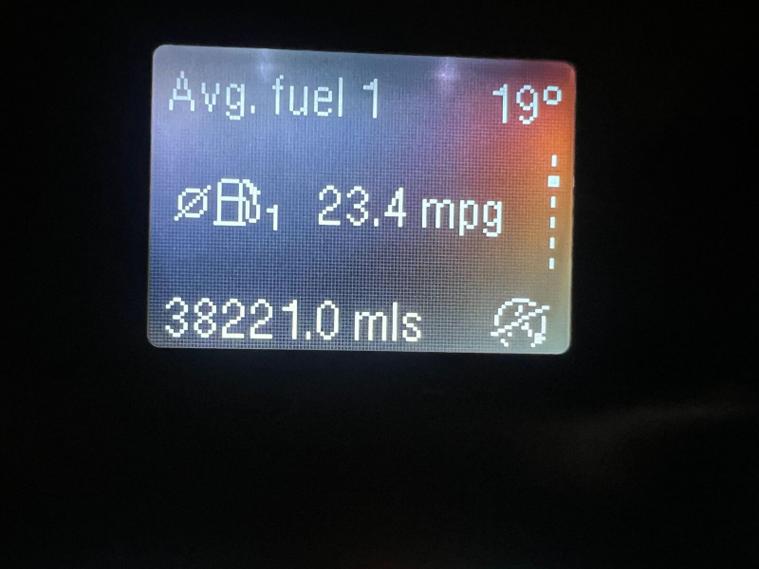 Avg. fuel 1 19°
Ø 1 23.4 mpg
38221.0 mls